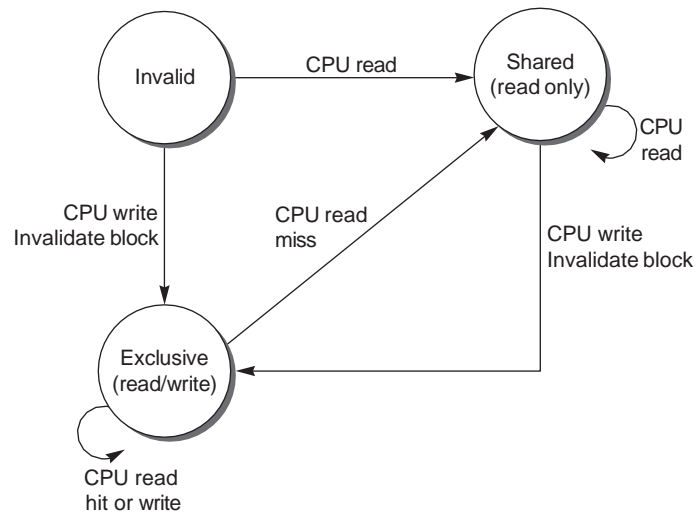 Invalid
CPU read
Shared
(read only)
CPU
read
CPU write
Invalidate block
CPU read
miss
CPU write
Invalidate block
Exclusive
(read/write)
CPU read
hit or write